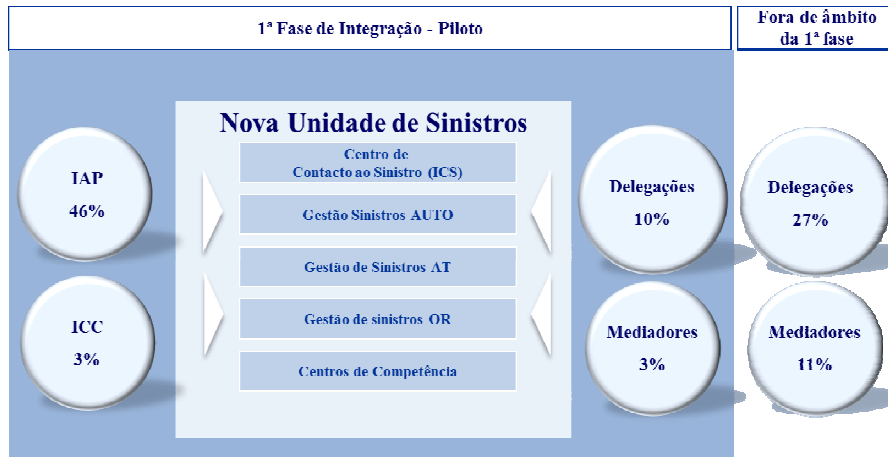 1ª Fase de Integração - Piloto
Fora de âmbito
da 1ª fase
Nova Unidade de Sinistros
Centro de
Contacto ao Sinistro (ICS)
Gestão Sinistros AUTO
Gestão de Sinistros AT
Gestão de sinistros OR
Centros de Competência
IAP
46%
ICC
3%
Delegações
10%
Mediadores
3%
Delegações
27%
Mediadores
11%